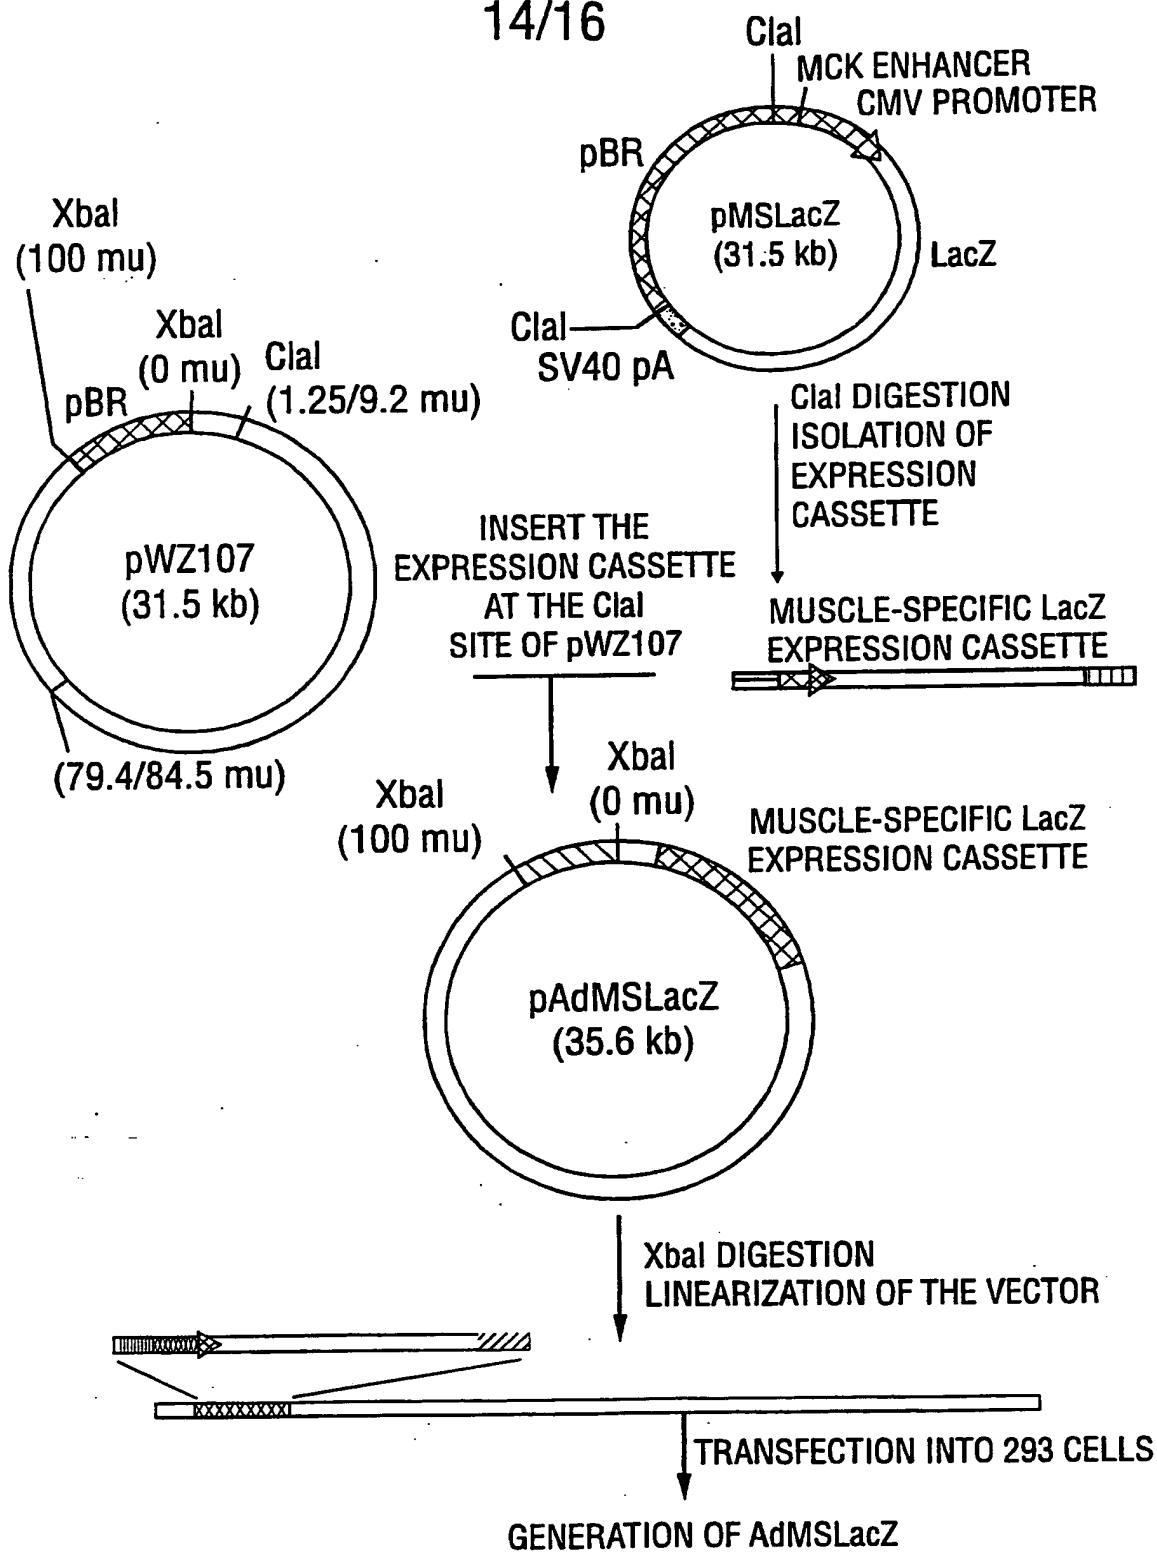 14/16
ClaI
MCK ENHANCER
CMV PROMOTER
pBR
pMSLacZ
(31.5 kb)
LacZ
ClaI
SV40 pA
XbaI
(100 mu)
XbaI
(0 mu)
ClaI
(1.25/9.2 mu)
pBR
pWZ107
(31.5 kb)
(79.4/84.5 mu)
ClaI DIGESTION
ISOLATION OF
EXPRESSION
CASSETTE
INSERT THE
EXPRESSION CASSETTE
AT THE ClaI
SITE OF pWZ107
MUSCLE-SPECIFIC LacZ
EXPRESSION CASSETTE
XbaI
(100 mu)
XbaI
(0 mu)
MUSCLE-SPECIFIC LacZ
EXPRESSION CASSETTE
pAdMSLacZ
(35.6 kb)
XbaI DIGESTION
LINEARIZATION OF THE VECTOR
TRANSFECTION INTO 293 CELLS
GENERATION OF AdMSLacZ